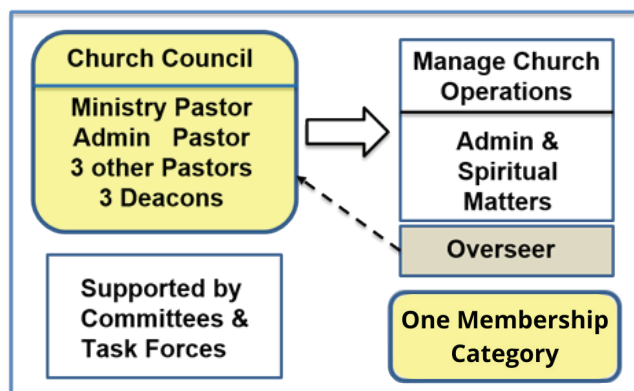 Church Council
Ministry Pastor
Admin Pastor
3 other Pastors
3 Deacons
Manage Church
Operations
Admin &
Spiritual
Matters
Overseer
Supported by
Committees &
Task Forces
One Membership
Category